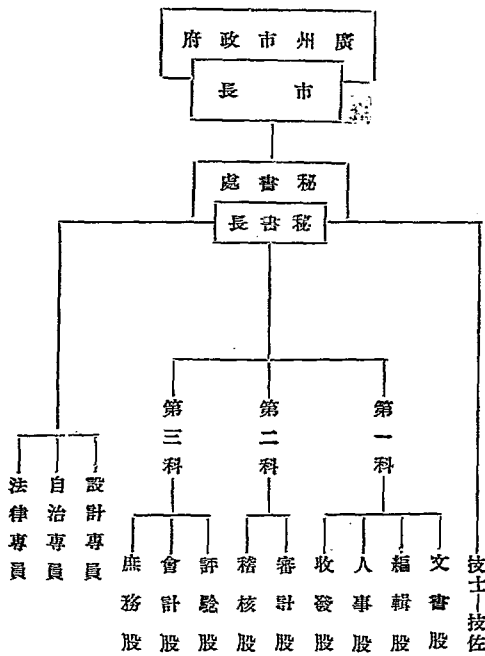 廣州市政府
市長
秘書處
秘書長
第一科
第二科
第三科
技士—技佐
文書股
編輯股
人事股
收發股
審計股
稽核股
評驗股
會計股
庶務股
設計專員
自治專員
法律專員